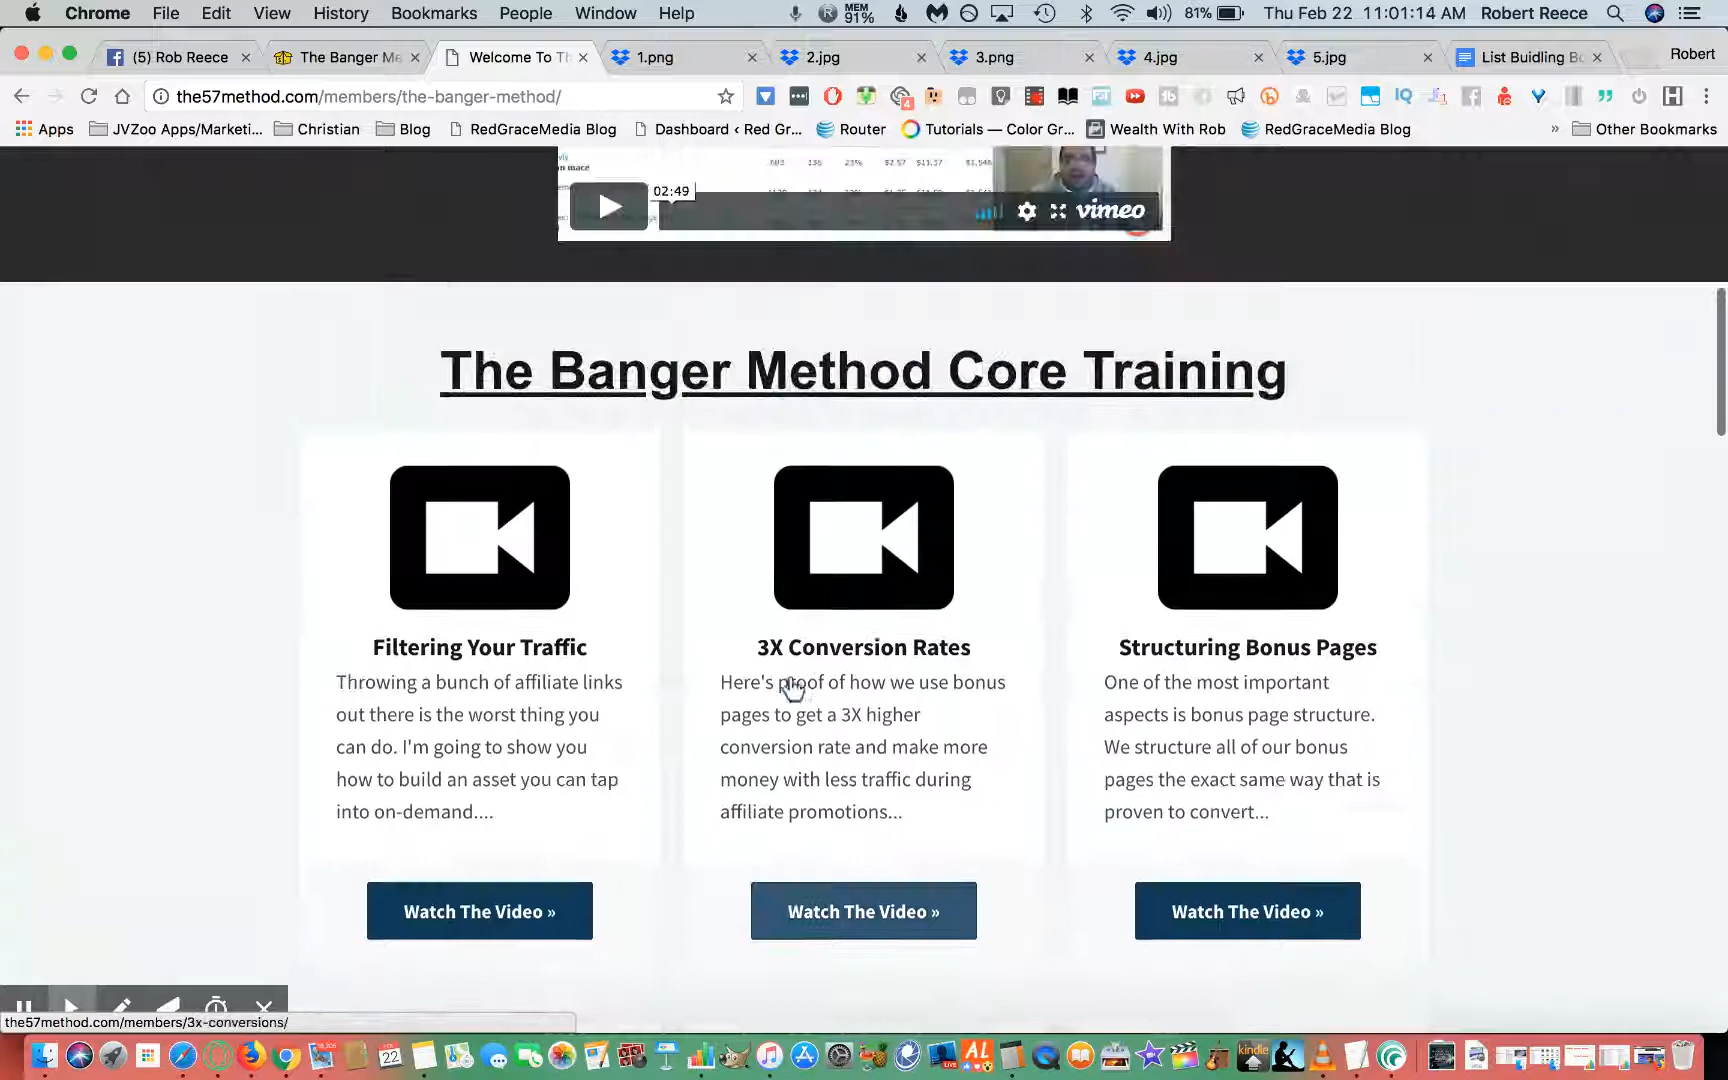 Chrome File Edit View History Bookmarks People Window Help MEM 91% 81% Thu Feb 22 11:01:14 AM Robert Reece
(5) Rob Reece The Banger Me Welcome To Th 1.png 2.jpg 3.png 4.jpg 5.jpg List Buidling Bo Robert
the57method.com/members/the-banger-method/
Apps JVZoo Apps/Marketi... Christian Blog RedGraceMedia Blog Dashboard ‹ Red Gr... Router Tutorials — Color Gr... Wealth With Rob RedGraceMedia Blog » Other Bookmarks
an mace
02:49
vimeo
The Banger Method Core Training
Filtering Your Traffic
Throwing a bunch of affiliate links
out there is the worst thing you
can do. I'm going to show you
how to build an asset you can tap
into on-demand....
Watch The Video »
3X Conversion Rates
Here's proof of how we use bonus
pages to get a 3X higher
conversion rate and make more
money with less traffic during
affiliate promotions...
Watch The Video »
Structuring Bonus Pages
One of the most important
aspects is bonus page structure.
We structure all of our bonus
pages the exact same way that is
proven to convert...
Watch The Video »
the57method.com/members/3x-conversions/